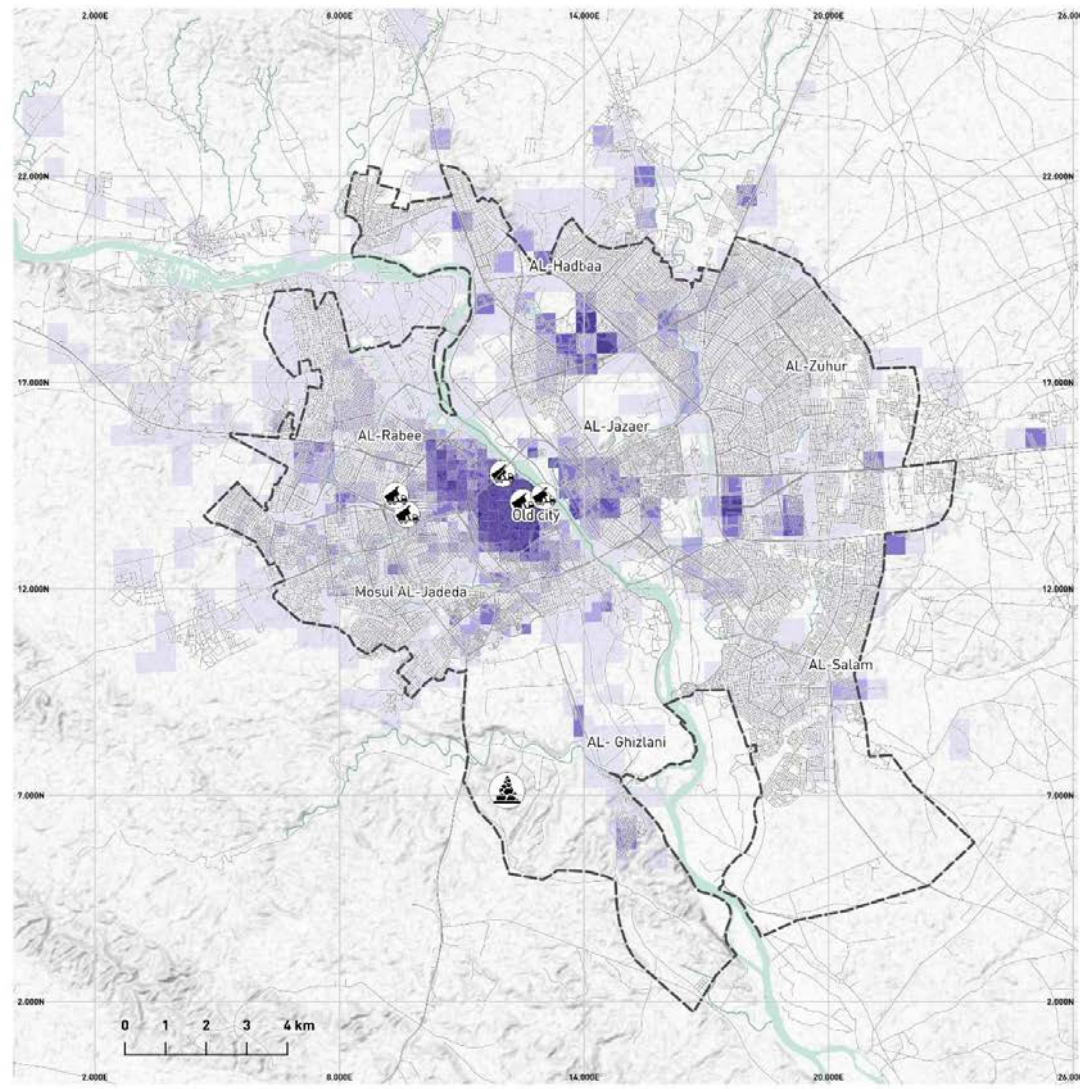 2.000E 8.000E 14.000E 20.000E 26.000E
22.000N 22.000N
AL-Hadbaa
AL-Zuhur
17.000N 17.000N
AL-Rabee
AL-Jazaer
Old city
12.000N 12.000N
Mosul AL-Jadeda
AL-Salam
AL- Ghizlani
7.000N 7.000N
2.000N 2.000N
0 1 2 3 4 km
2.000E 8.000E 14.000E 20.000E 26.000E